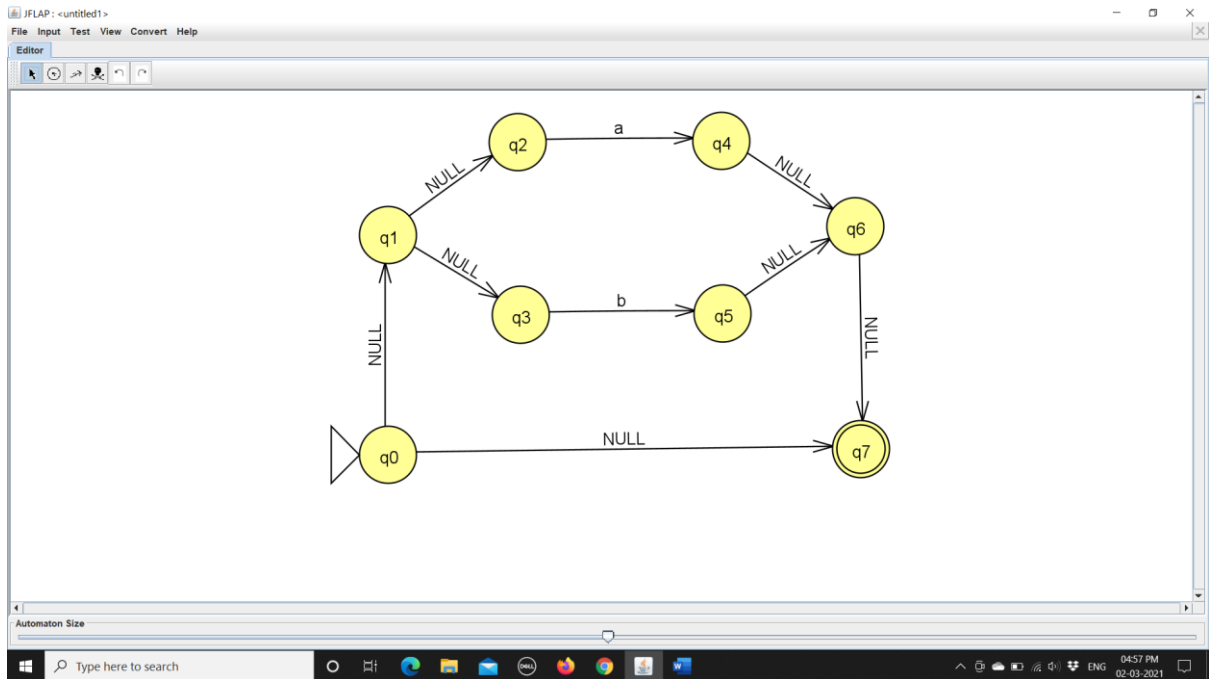 JFLAP : <untitled1>
File Input Test View Convert Help
Editor
q2 a q4
NULL NULL
q1 q6
NULL NULL
q3 b q5
NULL NULL
q0 NULL q7
Automaton Size
Type here to search
DELL
W
ENG
04:57 PM
02-03-2021